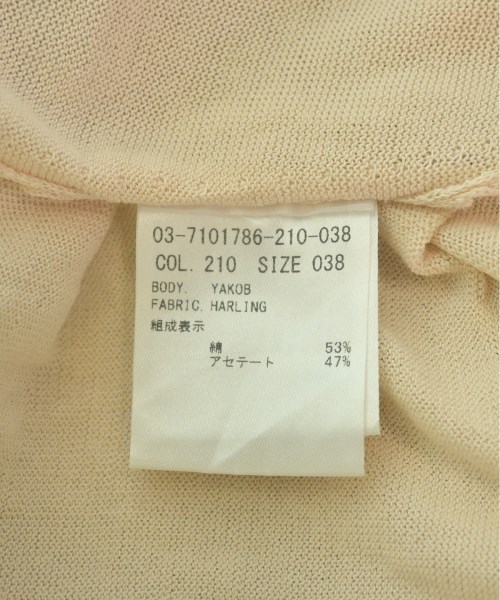 03-7101786-210-038
COL. 210 SIZE 038
BODY. YAKOB
FABRIC. HARLING
組成表示
綿 53%
アセテート 47%